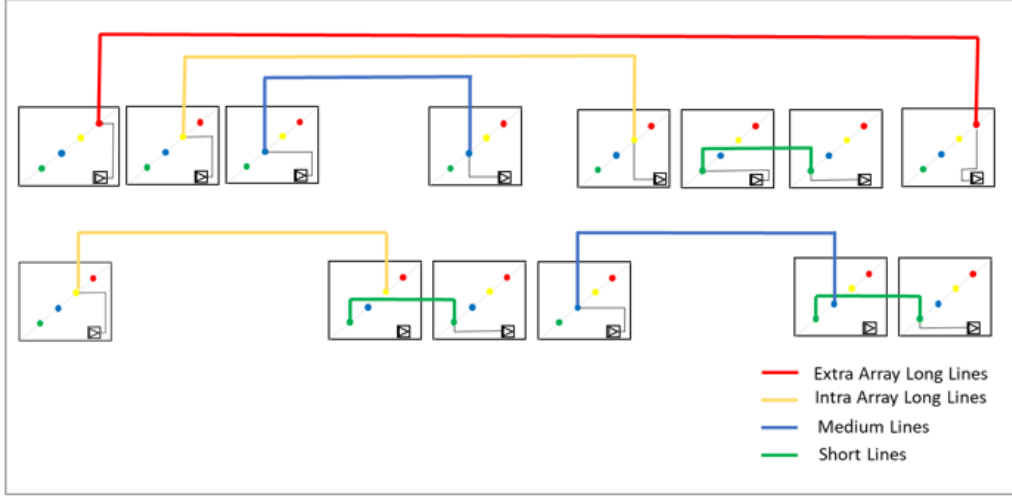 Extra Array Long Lines
Intra Array Long Lines
Medium Lines
Short Lines